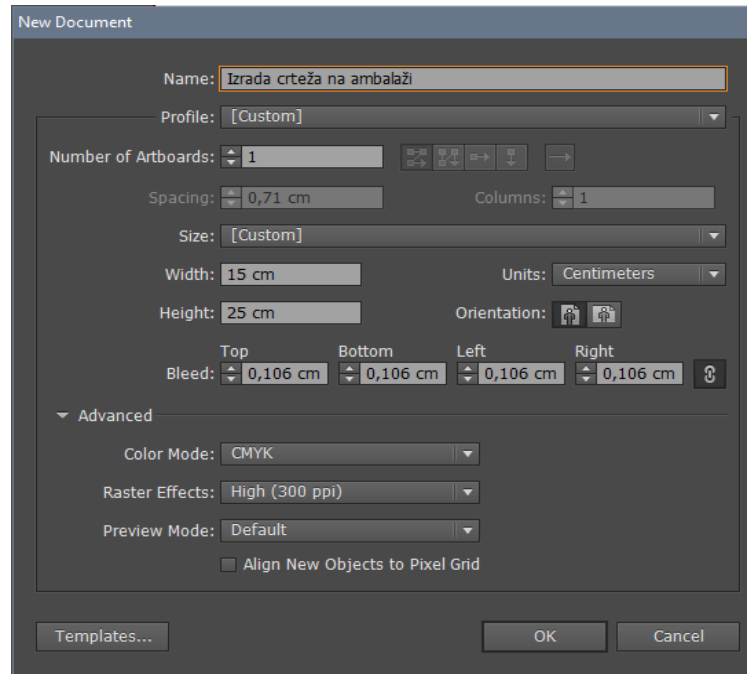 New Document
Name: Izrada crteža na ambalaži
Profile: [Custom]
Number of Artboards: 1
Spacing: 0,71 cm Columns: 1
Size: [Custom]
Width: 15 cm Units: Centimeters
Height: 25 cm Orientation:
Top Bottom Left Right
Bleed: 0,106 cm 0,106 cm 0,106 cm 0,106 cm
Advanced
Color Mode: CMYK
Raster Effects: High (300 ppi)
Preview Mode: Default
Align New Objects to Pixel Grid
Templates... OK Cancel